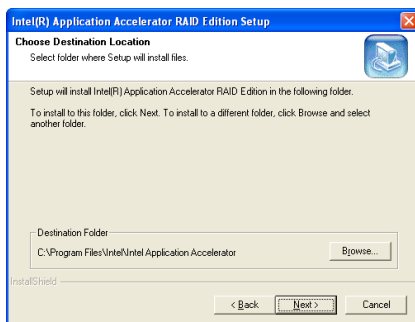 Intel(R) Application Accelerator RAID Edition Setup
Choose Destination Location
Select folder where Setup will install files.
Setup will install Intel(R) Application Accelerator RAID Edition in the following folder.
To install to this folder, click Next. To install to a different folder, click Browse and select
another folder.
Destination Folder
C:\Program Files\Intel\Intel Application Accelerator
Browse...
InstallShield
< Back
Next >
Cancel